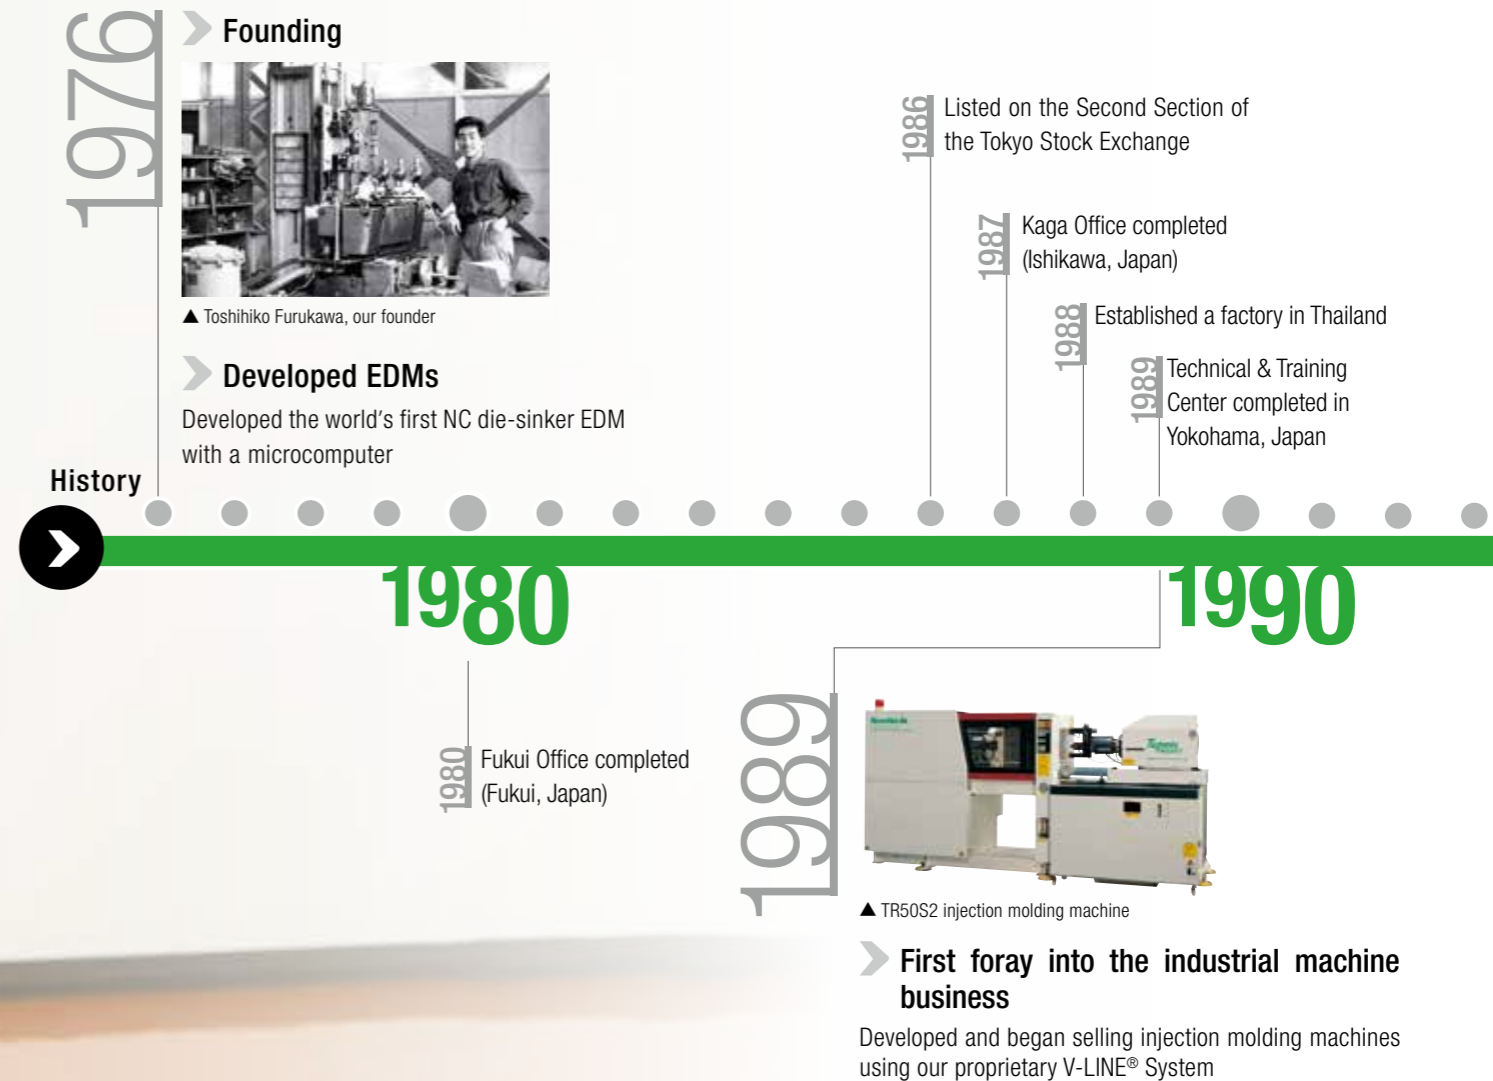 1976
Founding
▲ Toshihiko Furukawa, our founder
Developed EDMs
Developed the world's first NC die-sinker EDM
with a microcomputer
1986
Listed on the Second Section of
the Tokyo Stock Exchange
1987
Kaga Office completed
(Ishikawa, Japan)
1988
Established a factory in Thailand
1989
Technical & Training
Center completed in
Yokohama, Japan
History
1980
1990
1980
Fukui Office completed
(Fukui, Japan)
1989
▲ TR50S2 injection molding machine
First foray into the industrial machine
business
Developed and began selling injection molding machines
using our proprietary V-LINE® System